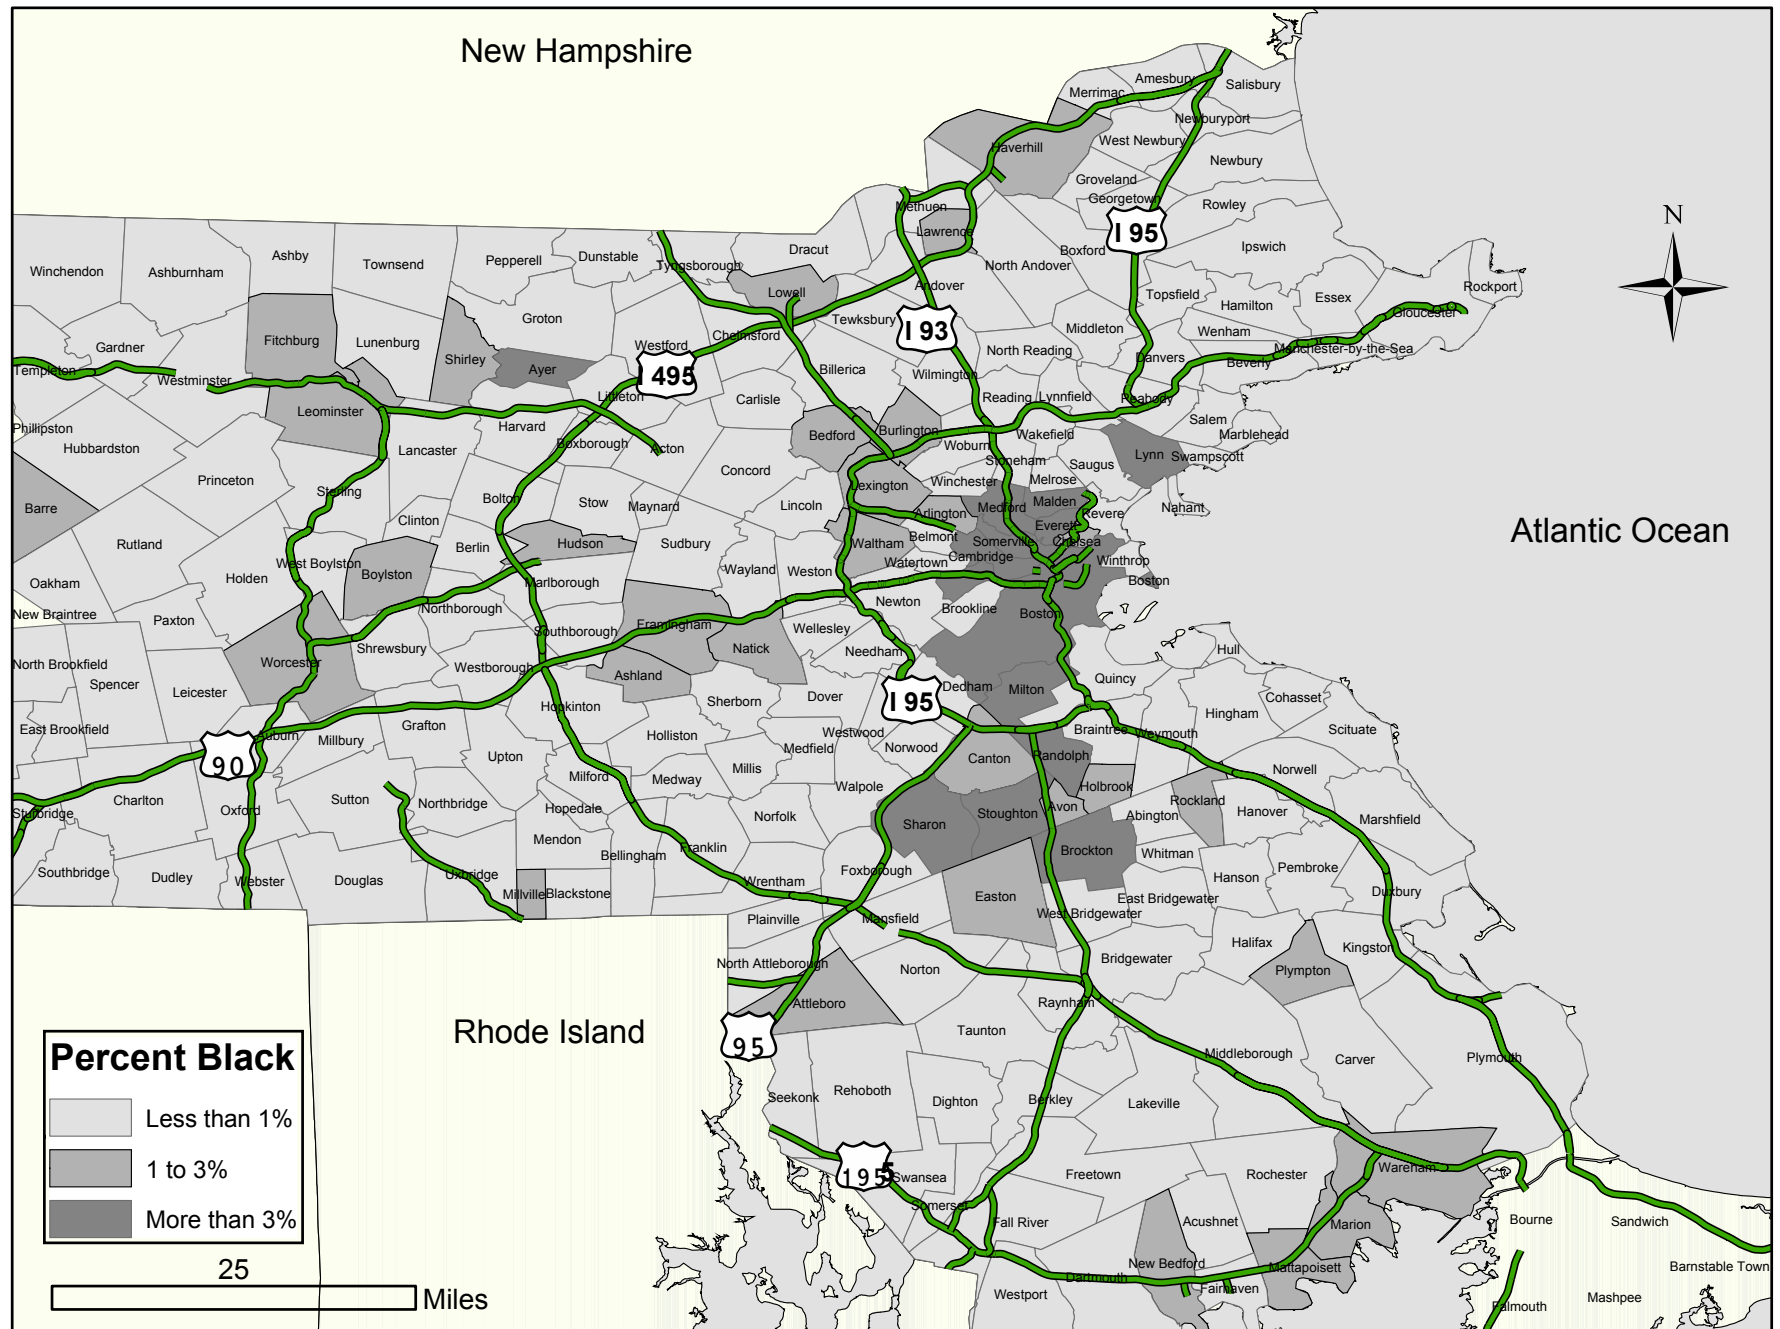 New Hampshire
Amesbury
Salisbury
Merrimac
Newburyport
West Newbury
Haverhill
Newbury
Groveland
Georgetown
Rowley
Methuen
Lawrence
I 95
N
Ipswich
Boxford
Dracut
Ashby
Townsend
Pepperell
Dunstable
Tyngsborough
North Andover
Winchendon
Ashburnham
Andover
Topsfield
Hamilton
Essex
Rockport
Lowell
Gloucester
Groton
Tewksbury
I 93
Middleton
Wenham
Chelmsford
Westford
Fitchburg
Lunenburg
Gardner
Shirley
North Reading
Danvers
Manchester-by-the-Sea
Beverly
Templeton
Westminster
Ayer
I 495
Billerica
Wilmington
Littleton
Carlisle
Reading
Lynnfield
Peabody
Leominster
Phillipston
Hubbardston
Harvard
Boxborough
Acton
Bedford
Burlington
Woburn
Wakefield
Salem
Marblehead
Lancaster
Concord
Stoneham
Saugus
Lynn
Swampscott
Princeton
Sterling
Bolton
Stow
Maynard
Lincoln
Lexington
Winchester
Melrose
Barre
Clinton
Arlington
Medford
Malden
Revere
Nahant
Everett
Atlantic Ocean
Rutland
Berlin
Hudson
Sudbury
Waltham
Belmont
Somerville
Chelsea
Cambridge
Winthrop
West Boylston
Boylston
Wayland
Weston
Watertown
Boston
Oakham
Holden
Marlborough
New Braintree
Paxton
Northborough
Newton
Brookline
Boston
Southborough
Framingham
Wellesley
Natick
Needham
Hull
Shrewsbury
North Brookfield
Spencer
Leicester
Worcester
Westborough
Ashland
Sherborn
Dover
I 95
Dedham
Milton
Quincy
Cohasset
Hingham
Hopkinton
East Brookfield
Auburn
Millbury
Grafton
Holliston
Westwood
Medfield
Norwood
Braintree
Weymouth
Scituate
90
Upton
Canton
Randolph
Milford
Medway
Millis
Walpole
Holbrook
Norwell
Charlton
Sturbridge
Oxford
Sutton
Northbridge
Hopedale
Norfolk
Sharon
Stoughton
Avon
Abington
Rockland
Hanover
Marshfield
Mendon
Bellingham
Franklin
Brockton
Whitman
Southbridge
Dudley
Webster
Douglas
Uxbridge
Millville
Blackstone
Wrentham
Foxborough
Easton
Hanson
Pembroke
Duxbury
East Bridgewater
West Bridgewater
Plainville
Mansfield
Halifax
Kingston
North Attleborough
Norton
Bridgewater
Plympton
Attleboro
Raynham
Rhode Island
95
Taunton
Middleborough
Carver
Plymouth
Percent Black
Less than 1%
1 to 3%
More than 3%
25
Miles
Seekonk
Rehoboth
Dighton
Berkley
Lakeville
195
5
Swansea
Freetown
Rochester
Wareham
Somerset
Fall River
Acushnet
Marion
Bourne
Sandwich
New Bedford
Mattapoisett
Dartmouth
Fairhaven
Westport
Barnstable Town
Mashpee
Falmouth